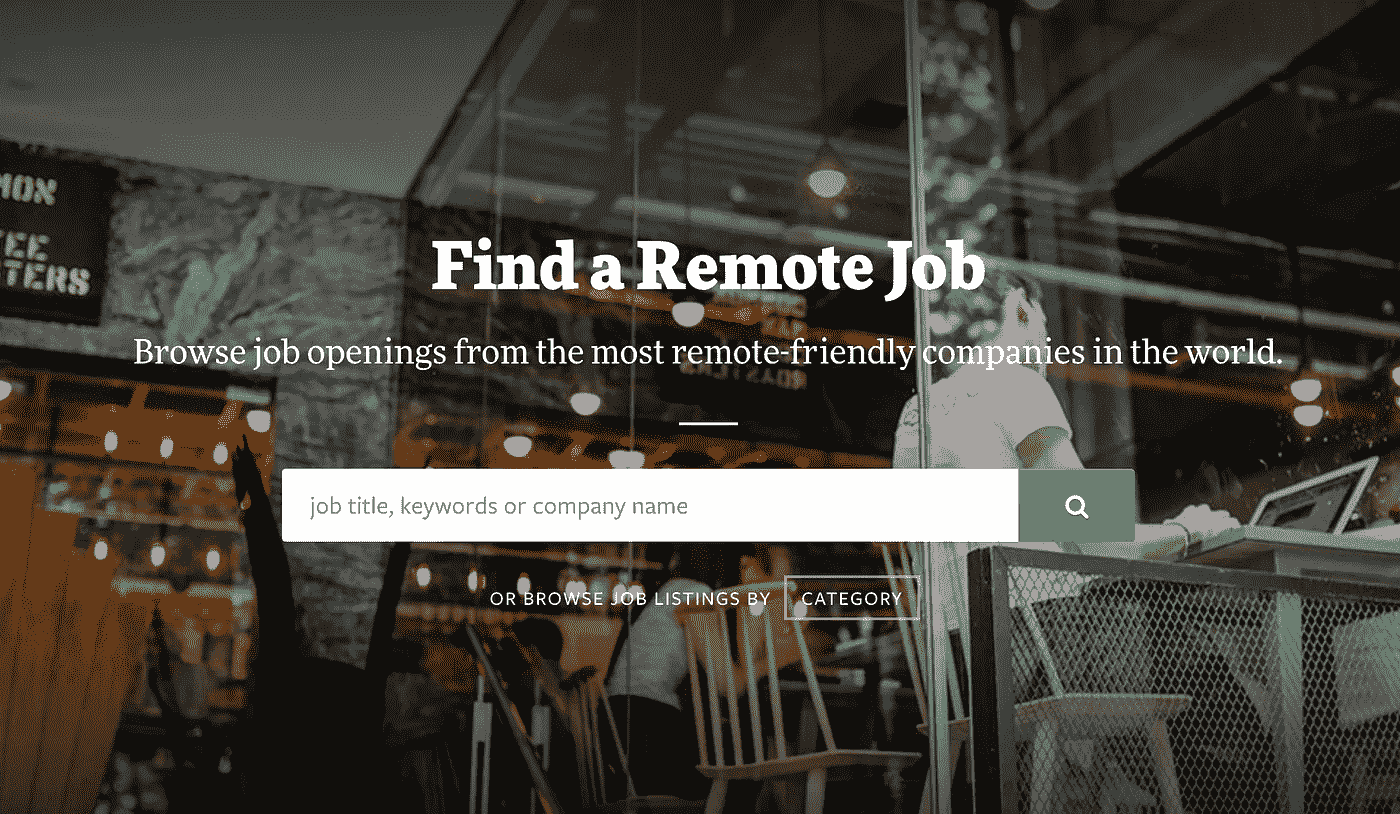 Find a Remote Job
Browse job openings from the most remote-friendly companies in the world.
job title, keywords or company name
OR BROWSE JOB LISTINGS BY CATEGORY
MON
EE
TERS